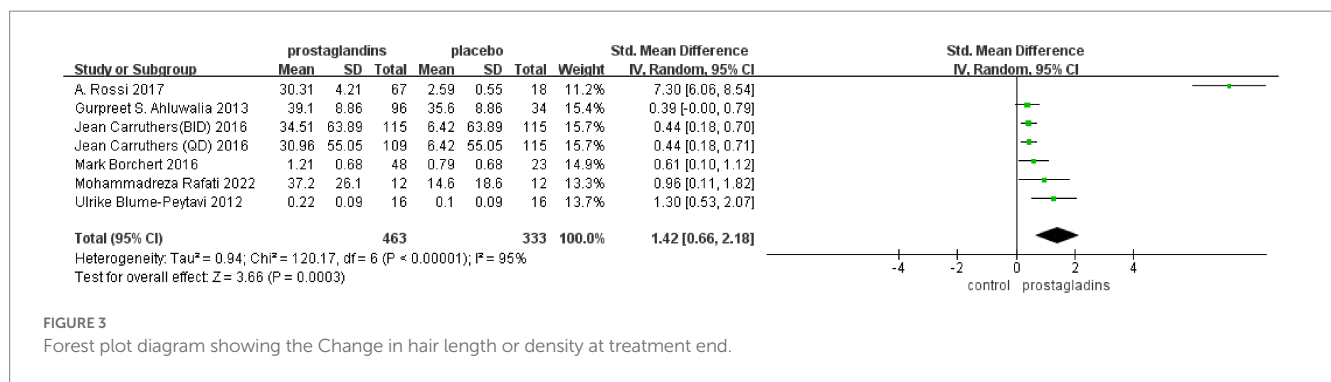 prostaglandins placebo Std. Mean Difference Std. Mean Difference
Study or Subgroup Mean SD Total Mean SD Total Weight IV, Random, 95% CI IV, Random, 95% CI
A. Rossi 2017 30.31 4.21 67 2.59 0.55 18 11.2% 7.30 [6.06, 8.54]
Gurpreet S. Ahluwalia 2013 39.1 8.86 96 35.6 8.86 34 15.4% 0.39 [-0.00, 0.79]
Jean Carruthers(BID) 2016 34.51 63.89 115 6.42 63.89 115 15.7% 0.44 [0.18, 0.70]
Jean Carruthers (QD) 2016 30.96 55.05 109 6.42 55.05 115 15.7% 0.44 [0.18, 0.71]
Mark Borchert 2016 1.21 0.68 48 0.79 0.68 23 14.9% 0.61 [0.10, 1.12]
Mohammadreza Rafati 2022 37.2 26.1 12 14.6 18.6 12 13.3% 0.96 [0.11, 1.82]
Ulrike Blume-Peytavi 2012 0.22 0.09 16 0.1 0.09 16 13.7% 1.30 [0.53, 2.07]
Total (95% CI) 463 333 100.0% 1.42 [0.66, 2.18]
Heterogeneity: Tau² = 0.94; Chi² = 120.17, df = 6 (P < 0.00001); I² = 95%
Test for overall effect: Z = 3.66 (P = 0.0003)
-4 -2 0 2 4
control prostagladins
FIGURE 3
Forest plot diagram showing the Change in hair length or density at treatment end.